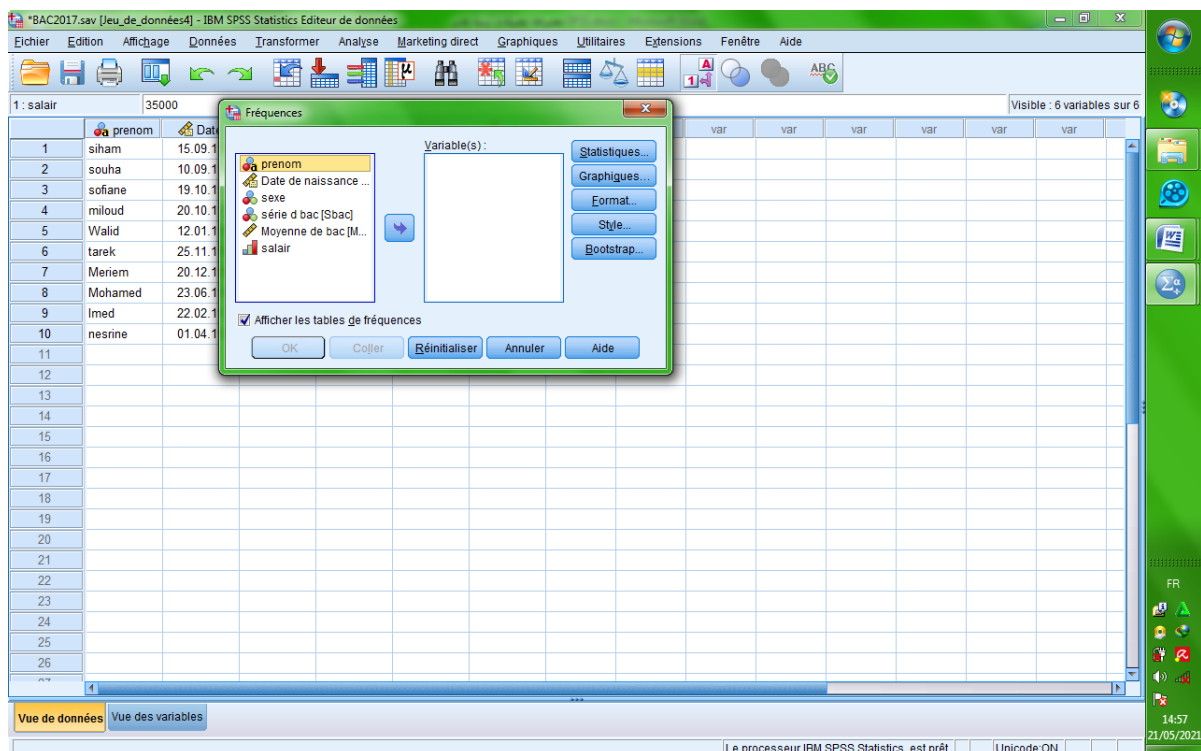 *BAC2017.sav [Jeu_de_données4] - IBM SPSS Statistics Editeur de données
Eichier Edition Affichage Données Transformer Analyse Marketing direct Graphiques Utilitaires Extensions Fenêtre Aide
1 : salair 35000 Visible : 6 variables sur 6
prenom Date var var var var var var
1 siham 15.09.1
2 souha 10.09.1
3 sofiane 19.10.1
4 miloud 20.10.1
5 Walid 12.01.1
6 tarek 25.11.1
7 Meriem 20.12.1
8 Mohamed 23.06.1
9 Imed 22.02.1
10 nesrine 01.04.1
11
12
13
14
15
16
17
18
19
20
21
22
23
24
25
26
Fréquences
Variable(s) :
prenom
Date de naissance ...
sexe
série d bac [Sbac]
Moyenne de bac [M...
salair
Statistiques...
Graphiques...
Format...
Style...
Bootstrap...
Afficher les tables de fréquences
OK Coller Réinitialiser Annuler Aide
Vue de données Vue des variables
Le processeur IBM SPSS Statistics est prêt Unicode:ON
FR
14:57
21/05/2021